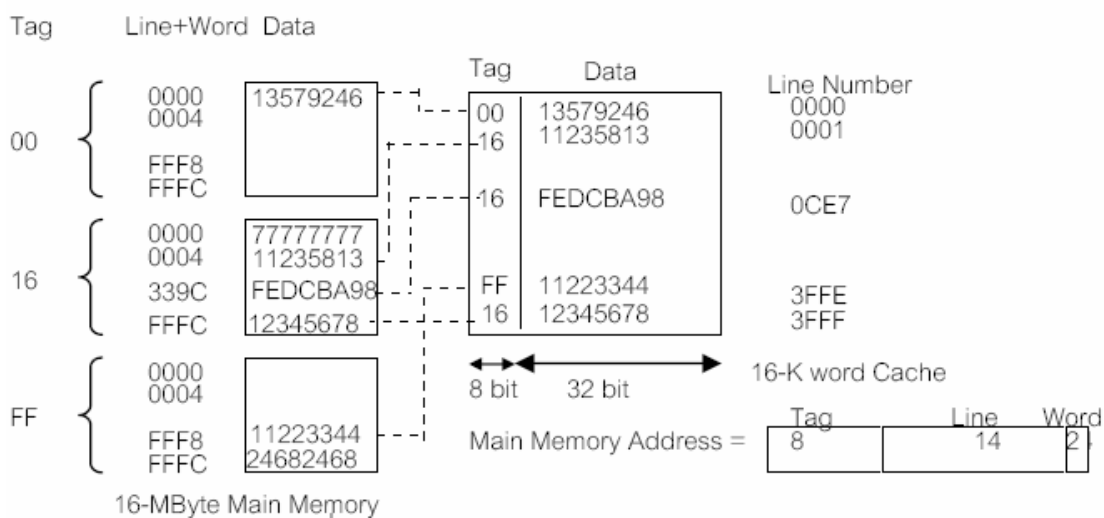 Tag Line+Word Data
00
0000 13579246
0004
FFF8
FFFC
16
0000 77777777
0004 11235813
339C FEDCBA98
FFFC 12345678
FF
0000
0004
FFF8 11223344
FFFC 24682468
16-MByte Main Memory
Tag Data Line Number
00 13579246 0000
16 11235813 0001
16 FEDCBA98 0CE7
FF 11223344 3FFE
16 12345678 3FFF
8 bit 32 bit
16-K word Cache
Tag Line Word
Main Memory Address = 8 14 2